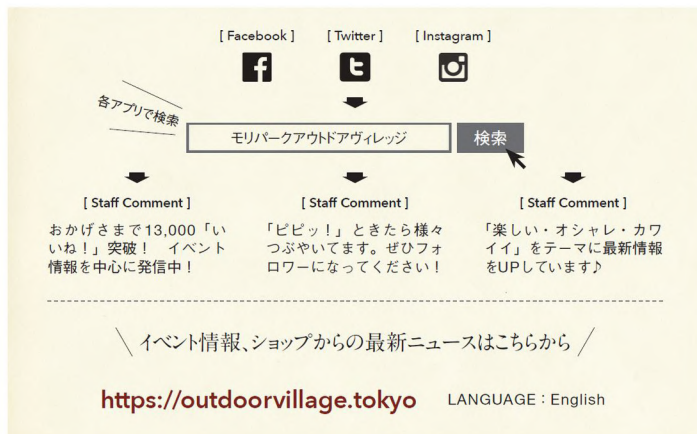 [ Facebook ]
[ Twitter ]
[ Instagram ]
各アプリで検索
モリパークアウトドアヴィレッジ
検索
[ Staff Comment ]
おかげさまで13,000「い
いね！」突破！　イベント
情報を中心に発信中！
[ Staff Comment ]
「ピピッ！」ときたら様々
つぶやいてます。ぜひフォ
ロワーになってください！
[ Staff Comment ]
「楽しい・オシャレ・カワ
イイ」をテーマに最新情報
をUPしています♪
イベント情報、ショップからの最新ニュースはこちらから
https://outdoorvillage.tokyo
LANGUAGE：English